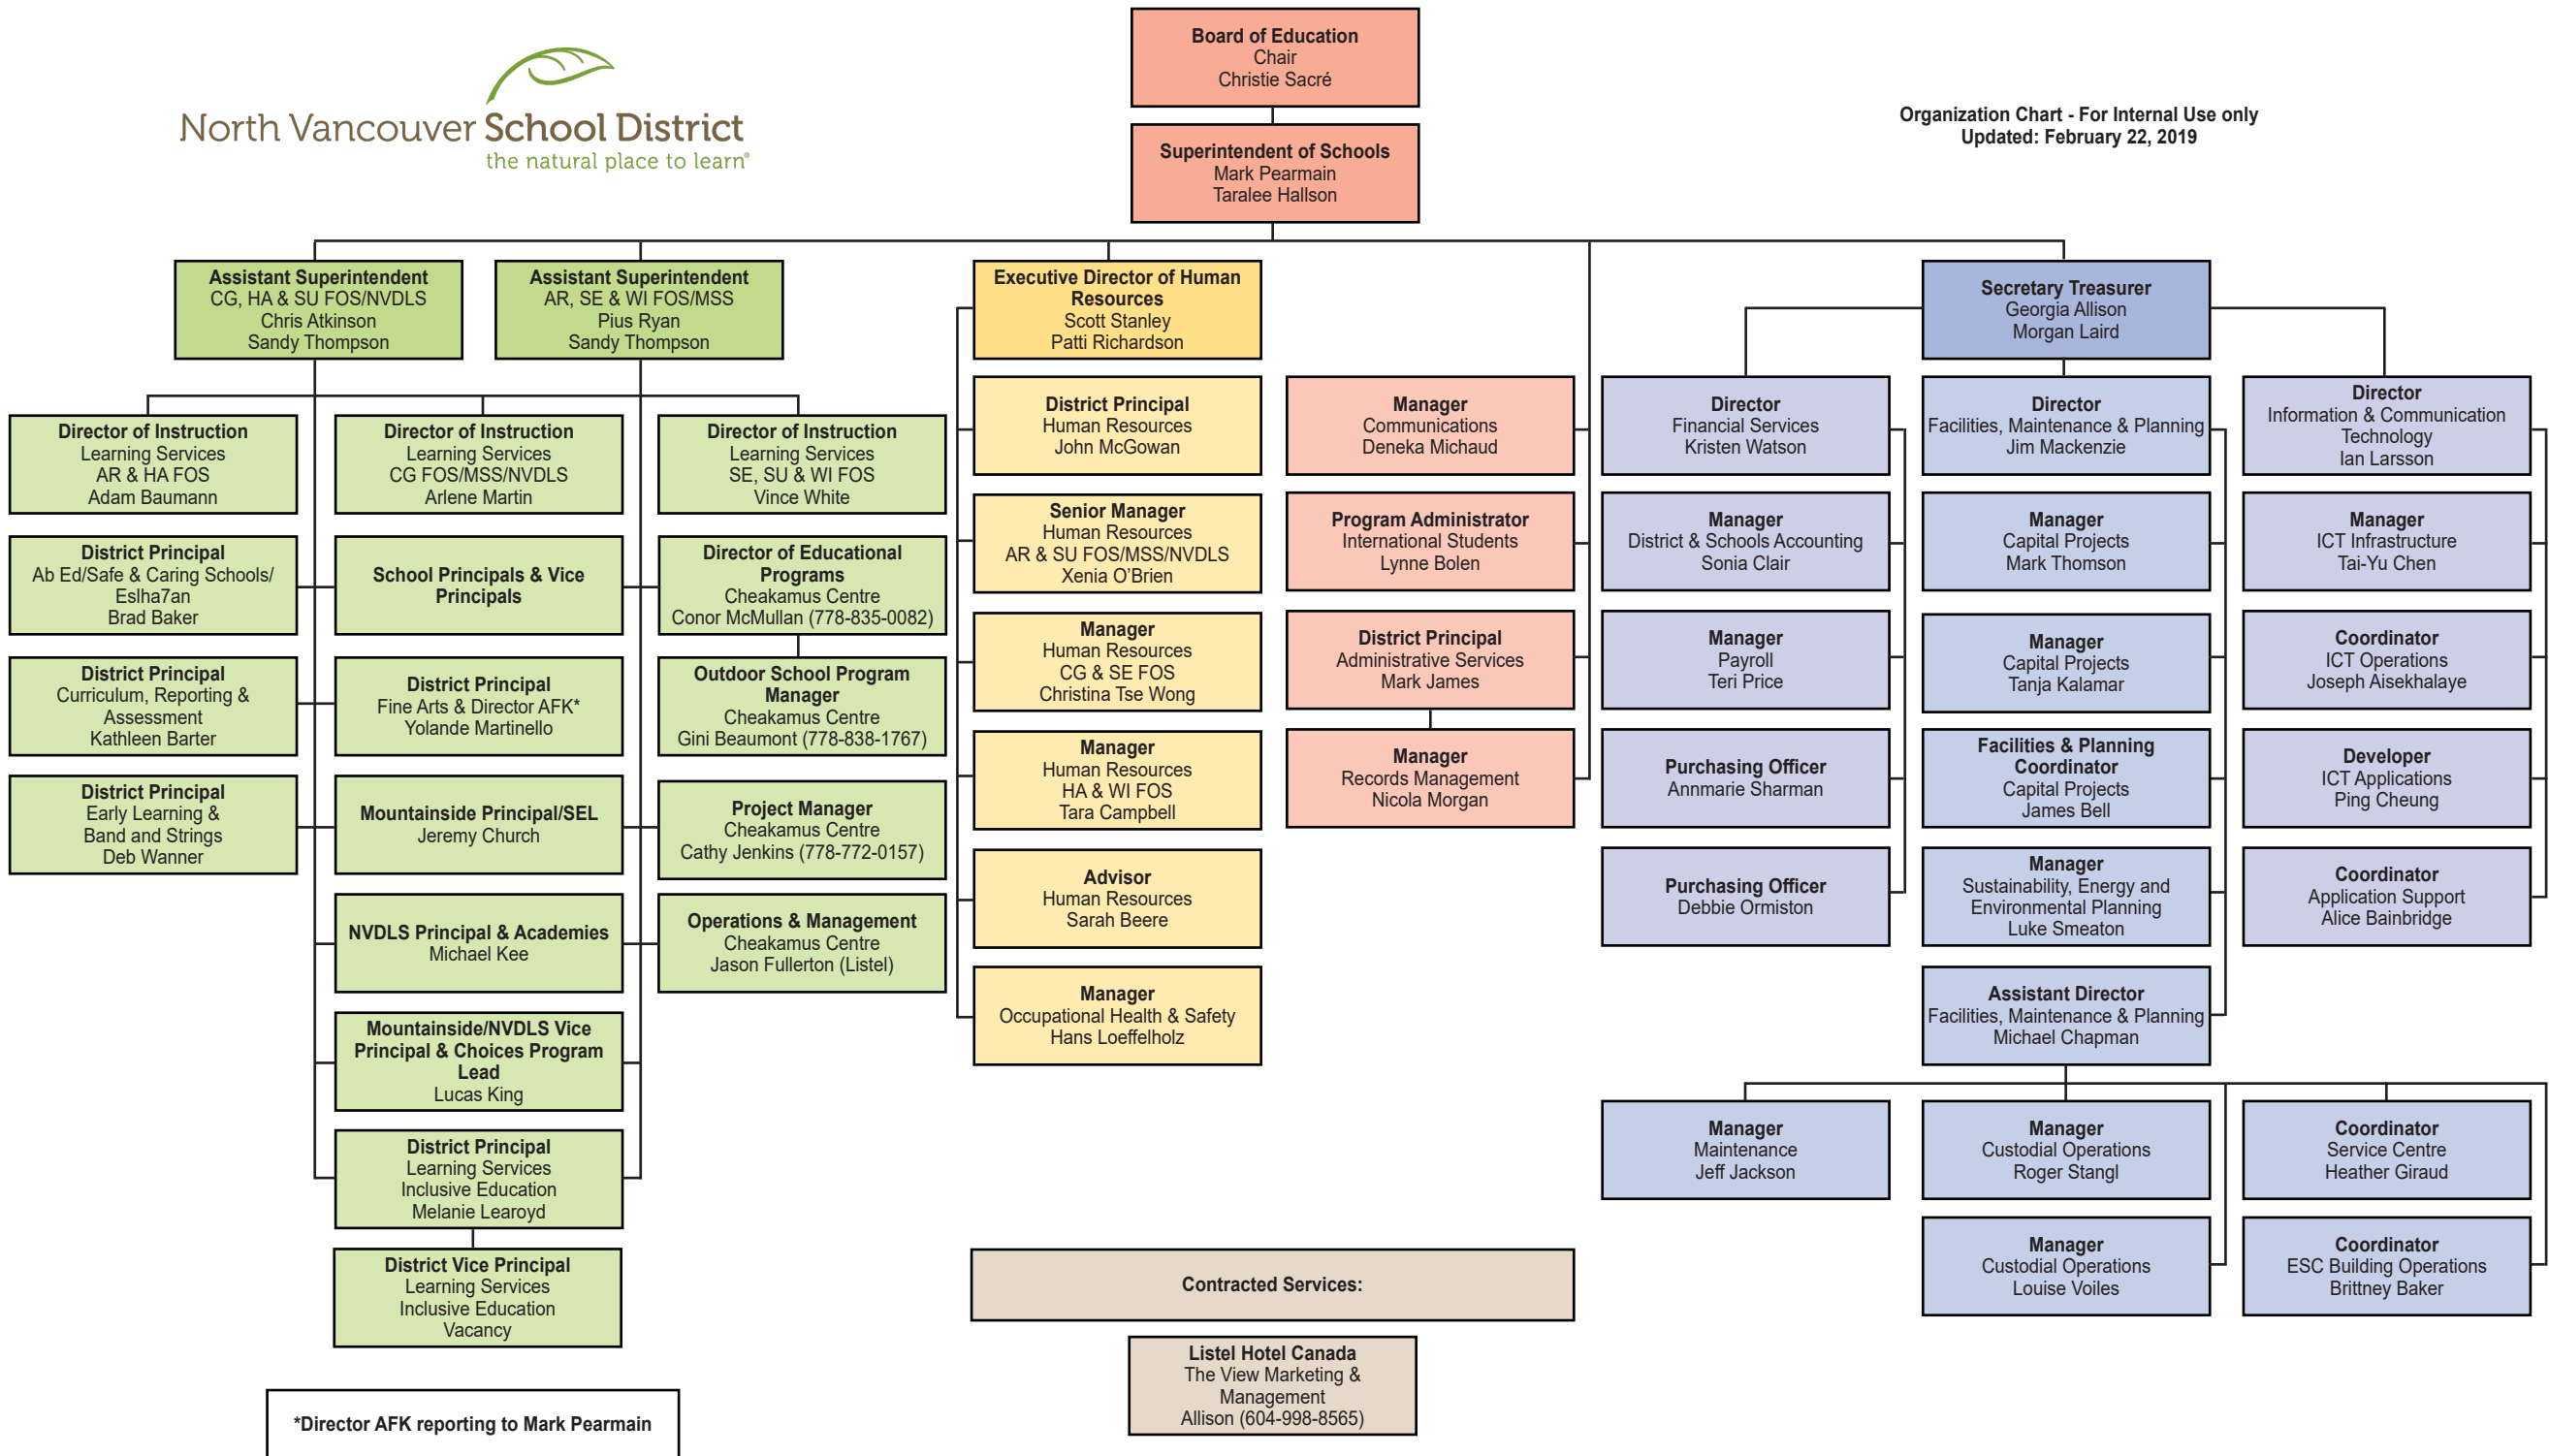 Board of Education
Chair
Christie Sacré
North Vancouver School District
the natural place to learn®
Organization Chart - For Internal Use only
Updated: February 22, 2019
Superintendent of Schools
Mark Pearmain
Taralee Hallson
Assistant Superintendent
CG, HA & SU FOS/NVDLS
Chris Atkinson
Sandy Thompson
Assistant Superintendent
AR, SE & WI FOS/MSS
Pius Ryan
Sandy Thompson
Executive Director of Human
Resources
Scott Stanley
Patti Richardson
Secretary Treasurer
Georgia Allison
Morgan Laird
Director of Instruction
Learning Services
AR & HA FOS
Adam Baumann
District Principal
Ab Ed/Safe & Caring Schools/
Eslha7an
Brad Baker
District Principal
Curriculum, Reporting &
Assessment
Kathleen Barter
District Principal
Early Learning &
Band and Strings
Deb Wanner
Director of Instruction
Learning Services
CG FOS/MSS/NVDLS
Arlene Martin
School Principals & Vice
Principals
District Principal
Fine Arts & Director AFK*
Yolande Martinello
Mountainside Principal/SEL
Jeremy Church
NVDLS Principal & Academies
Michael Kee
Mountainside/NVDLS Vice
Principal & Choices Program
Lead
Lucas King
District Principal
Learning Services
Inclusive Education
Melanie Learoyd
District Vice Principal
Learning Services
Inclusive Education
Vacancy
Director of Instruction
Learning Services
SE, SU & WI FOS
Vince White
Director of Educational
Programs
Cheakamus Centre
Conor McMullan (778-835-0082)
Outdoor School Program
Manager
Cheakamus Centre
Gini Beaumont (778-838-1767)
Project Manager
Cheakamus Centre
Cathy Jenkins (778-772-0157)
Operations & Management
Cheakamus Centre
Jason Fullerton (Listel)
District Principal
Human Resources
John McGowan
Senior Manager
Human Resources
AR & SU FOS/MSS/NVDLS
Xenia O’Brien
Manager
Human Resources
CG & SE FOS
Christina Tse Wong
Manager
Human Resources
HA & WI FOS
Tara Campbell
Advisor
Human Resources
Sarah Beere
Manager
Occupational Health & Safety
Hans Loeffelholz
Manager
Communications
Deneka Michaud
Program Administrator
International Students
Lynne Bolen
District Principal
Administrative Services
Mark James
Manager
Records Management
Nicola Morgan
Director
Financial Services
Kristen Watson
Manager
District & Schools Accounting
Sonia Clair
Manager
Payroll
Teri Price
Purchasing Officer
Annmarie Sharman
Purchasing Officer
Debbie Ormiston
Director
Facilities, Maintenance & Planning
Jim Mackenzie
Manager
Capital Projects
Mark Thomson
Manager
Capital Projects
Tanja Kalamar
Facilities & Planning
Coordinator
Capital Projects
James Bell
Manager
Sustainability, Energy and
Environmental Planning
Luke Smeaton
Assistant Director
Facilities, Maintenance & Planning
Michael Chapman
Director
Information & Communication
Technology
Ian Larsson
Manager
ICT Infrastructure
Tai-Yu Chen
Coordinator
ICT Operations
Joseph Aisekhalaye
Developer
ICT Applications
Ping Cheung
Coordinator
Application Support
Alice Bainbridge
Manager
Maintenance
Jeff Jackson
Manager
Custodial Operations
Roger Stangl
Coordinator
Service Centre
Heather Giraud
Manager
Custodial Operations
Louise Voiles
Coordinator
ESC Building Operations
Brittney Baker
Contracted Services:
Listel Hotel Canada
The View Marketing &
Management
Allison (604-998-8565)
*Director AFK reporting to Mark Pearmain